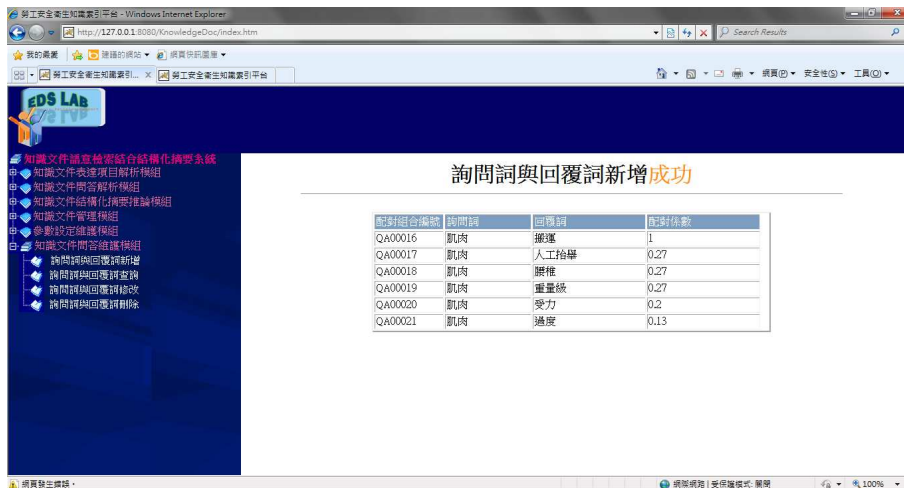 勞工安全衛生知識索引平台 - Windows Internet Explorer
http://127.0.0.1:8080/KnowledgeDoc/index.htm
Search Results
我的最愛 建議的網站 網頁快訊圖庫
勞工安全衛生知識索引... X 勞工安全衛生知識索引平台
網頁(P) 安全性(S) 工具(O)
EDS LAB
知識文件語意檢索結合結構化摘要系統
知識文件表達項目解析模組
知識文件問答解析模組
知識文件結構化摘要推論模組
知識文件管理模組
參數設定維護模組
知識文件問答維護模組
詢問詞與回覆詞新增
詢問詞與回覆詞查詢
詢問詞與回覆詞修改
詢問詞與回覆詞刪除
詢問詞與回覆詞新增成功
配對組合編號 詢問詞 回覆詞 配對係數
QA00016 肌肉 搬運 1
QA00017 肌肉 人工抬舉 0.27
QA00018 肌肉 腰椎 0.27
QA00019 肌肉 重量級 0.27
QA00020 肌肉 受力 0.2
QA00021 肌肉 過度 0.13
網頁發生錯誤。
網際網路 | 受保護模式: 關閉
100%